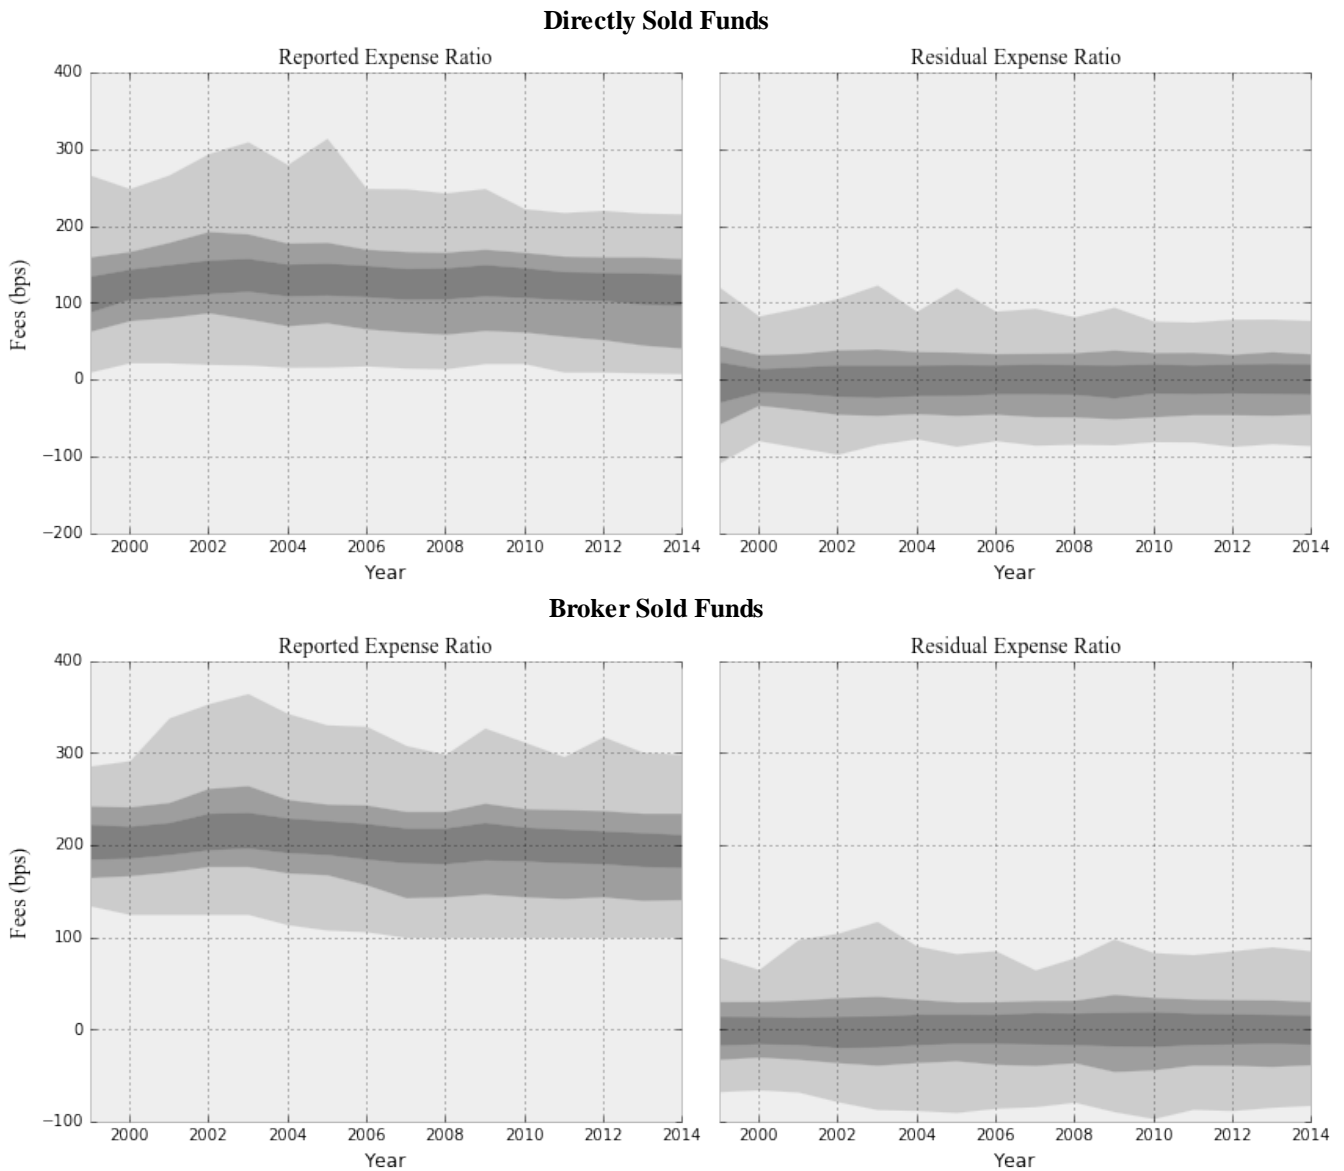 Directly Sold Funds
Reported Expense Ratio
400
300
200
100
0
−100
−200
Fees (bps)
2000 2002 2004 2006 2008 2010 2012 2014
Year
Residual Expense Ratio
2000 2002 2004 2006 2008 2010 2012 2014
Year
Broker Sold Funds
Reported Expense Ratio
400
300
200
100
0
−100
Fees (bps)
2000 2002 2004 2006 2008 2010 2012 2014
Year
Residual Expense Ratio
2000 2002 2004 2006 2008 2010 2012 2014
Year